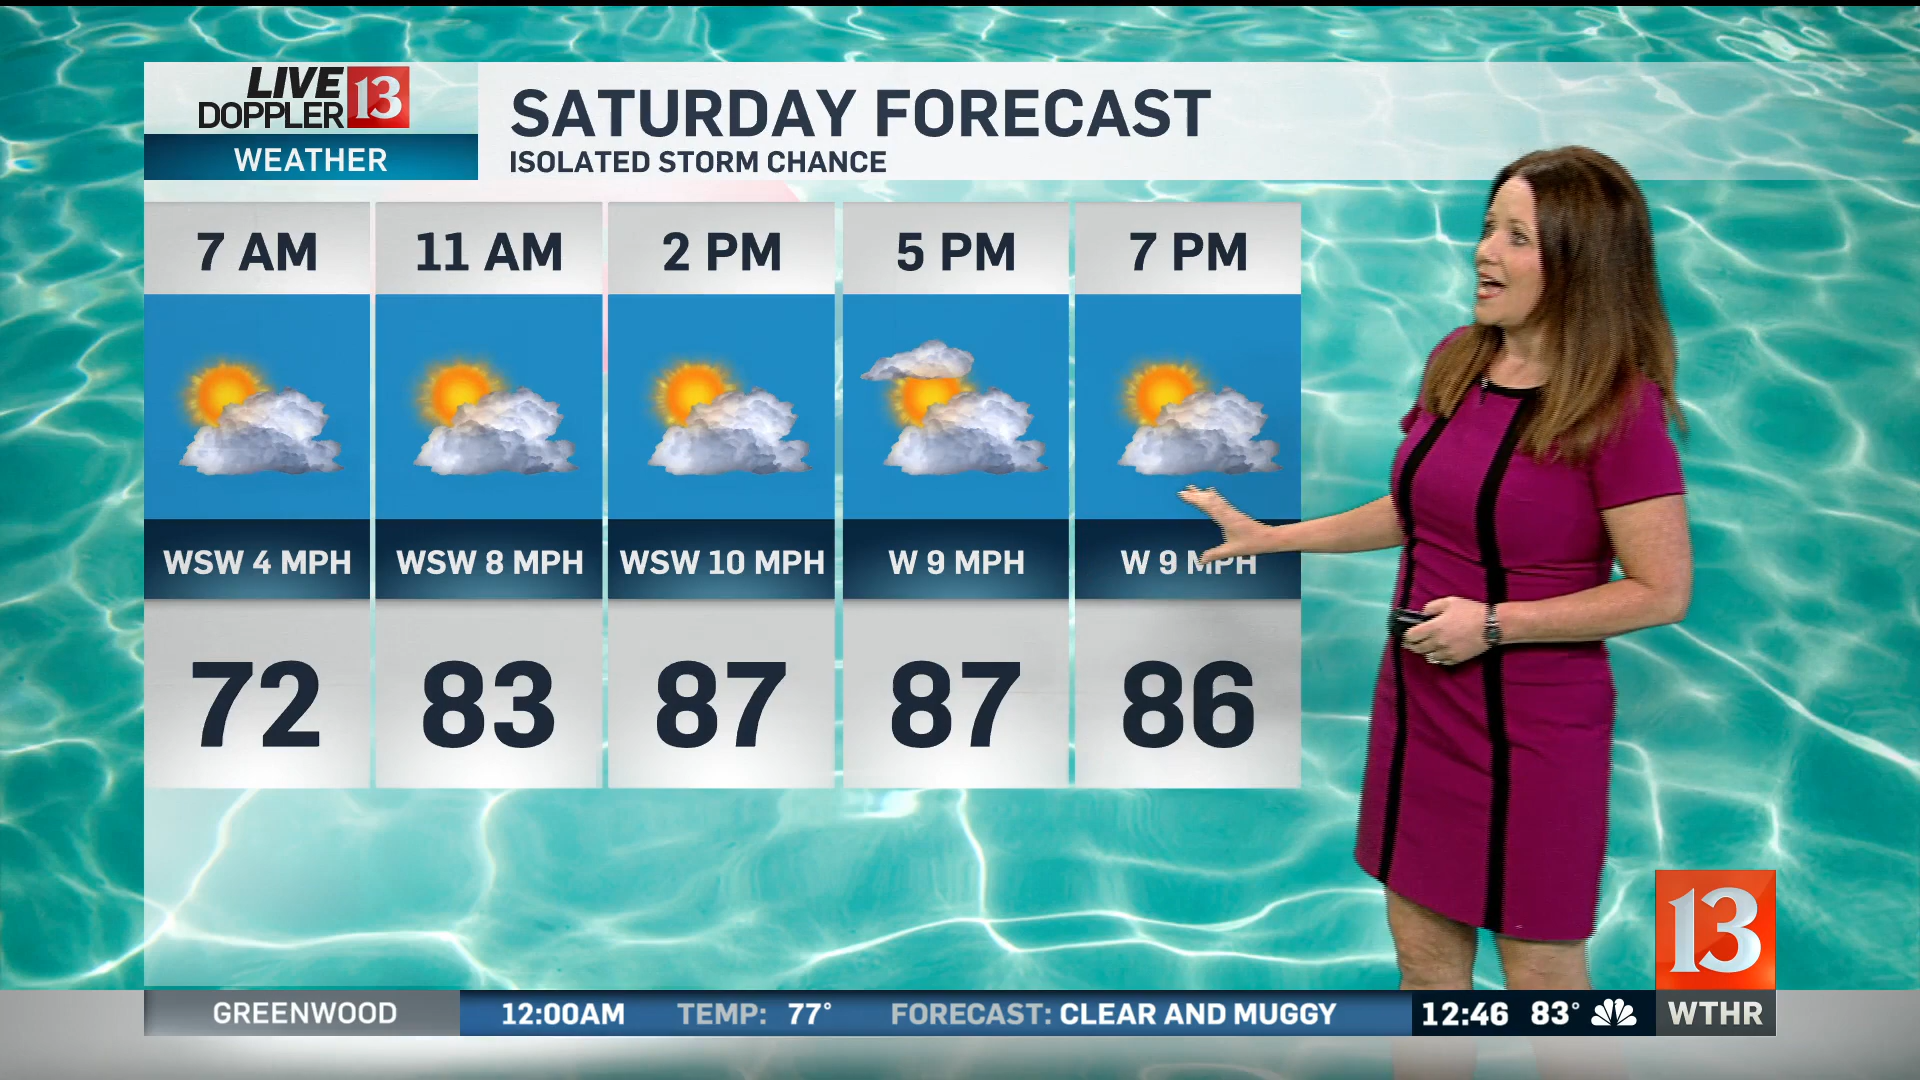 LIVE
DOPPLER 13
WEATHER
SATURDAY FORECAST
ISOLATED STORM CHANCE
7 AM 11 AM 2 PM 5 PM 7 PM
WSW 4 MPH WSW 8 MPH WSW 10 MPH W 9 MPH W 9 MPH
72 83 87 87 86
13
GREENWOOD 12:00AM TEMP: 77° FORECAST: CLEAR AND MUGGY 12:46 83° WTHR